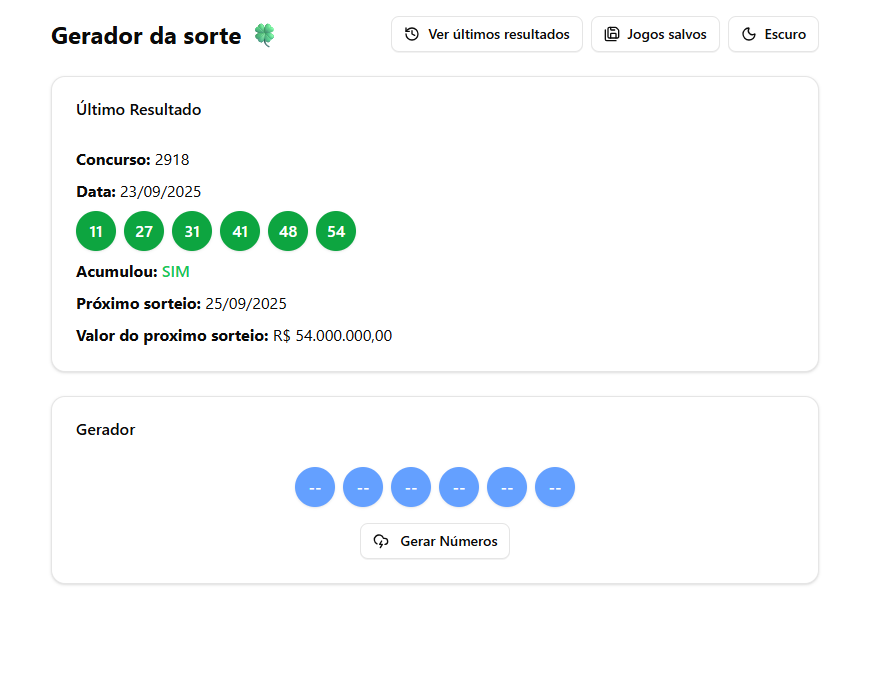 Gerador da sorte
Ver últimos resultados
Jogos salvos
Escuro
Último Resultado
Concurso: 2918
Data: 23/09/2025
11 27 31 41 48 54
Acumulou: SIM
Próximo sorteio: 25/09/2025
Valor do proximo sorteio: R$ 54.000.000,00
Gerador
-- -- -- -- -- --
Gerar Números